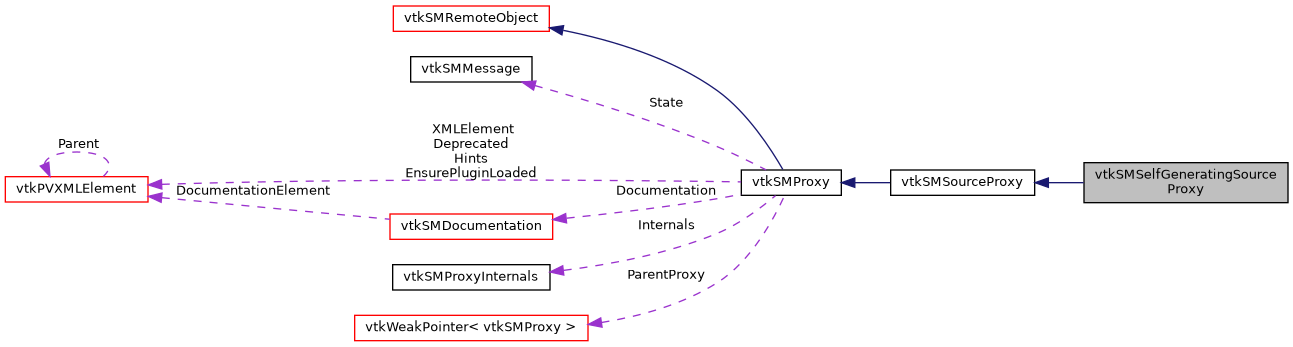 vtkSMRemoteObject
vtkSMMessage
State
XMLElement
Deprecated
Hints
EnsurePluginLoaded
Parent
vtkPVXMLElement
DocumentationElement
Documentation
vtkSMProxy
vtkSMSourceProxy
vtkSMSelfGeneratingSource
Proxy
vtkSMDocumentation
Internals
vtkSMProxyInternals
ParentProxy
vtkWeakPointer< vtkSMProxy >